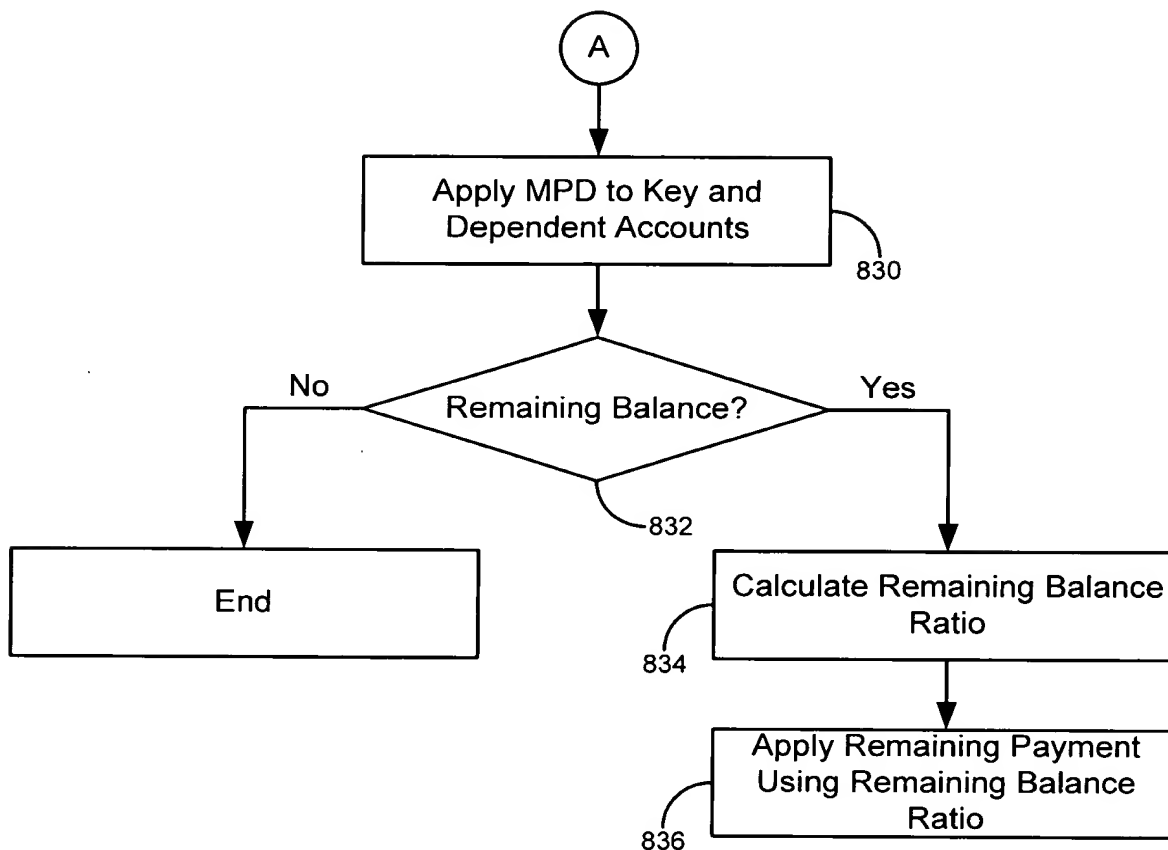 A
Apply MPD to Key and
Dependent Accounts
830
No
Yes
Remaining Balance?
832
End
Calculate Remaining Balance
Ratio
834
Apply Remaining Payment
Using Remaining Balance
Ratio
836